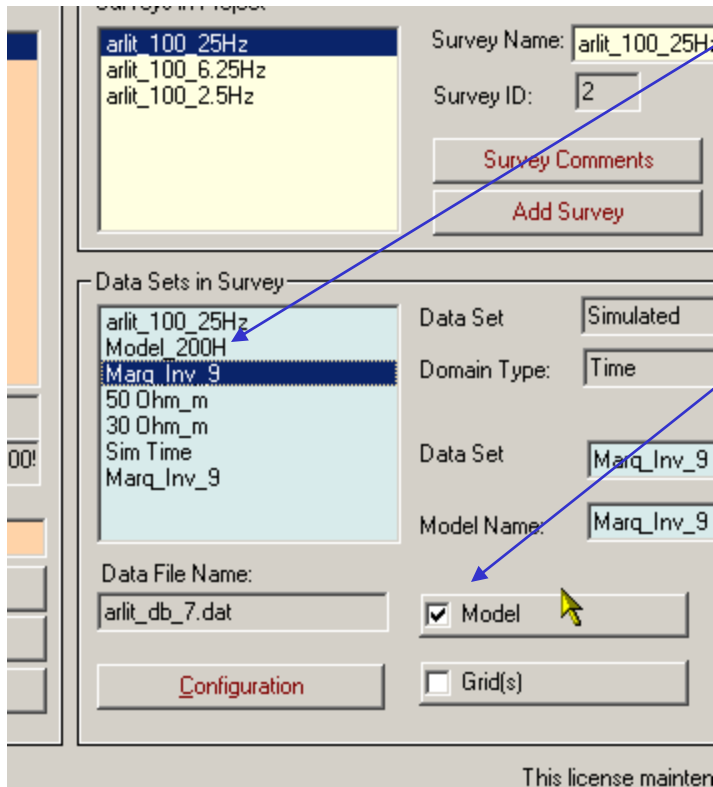 Surveys in Project
arlit_100_25Hz
arlit_100_6.25Hz
arlit_100_2.5Hz
Survey Name: arlit_100_25Hz
Survey ID: 2
Survey Comments
Add Survey
Data Sets in Survey
arlit_100_25Hz
Model_200H
Marq_Inv_9
50 Ohm_m
30 Ohm_m
Sim Time
Marq_Inv_9
Data Set Simulated
Domain Type: Time
Data Set Marq_Inv_9
Model Name: Marq_Inv_9
00!
Data File Name:
arlit_db_7.dat
Model
Configuration
Grid(s)
This license mainten